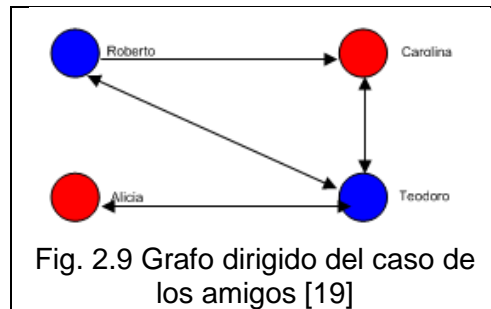 Roberto
Carolina
Alicia
Teodoro
Fig. 2.9 Grafo dirigido del caso de
los amigos [19]